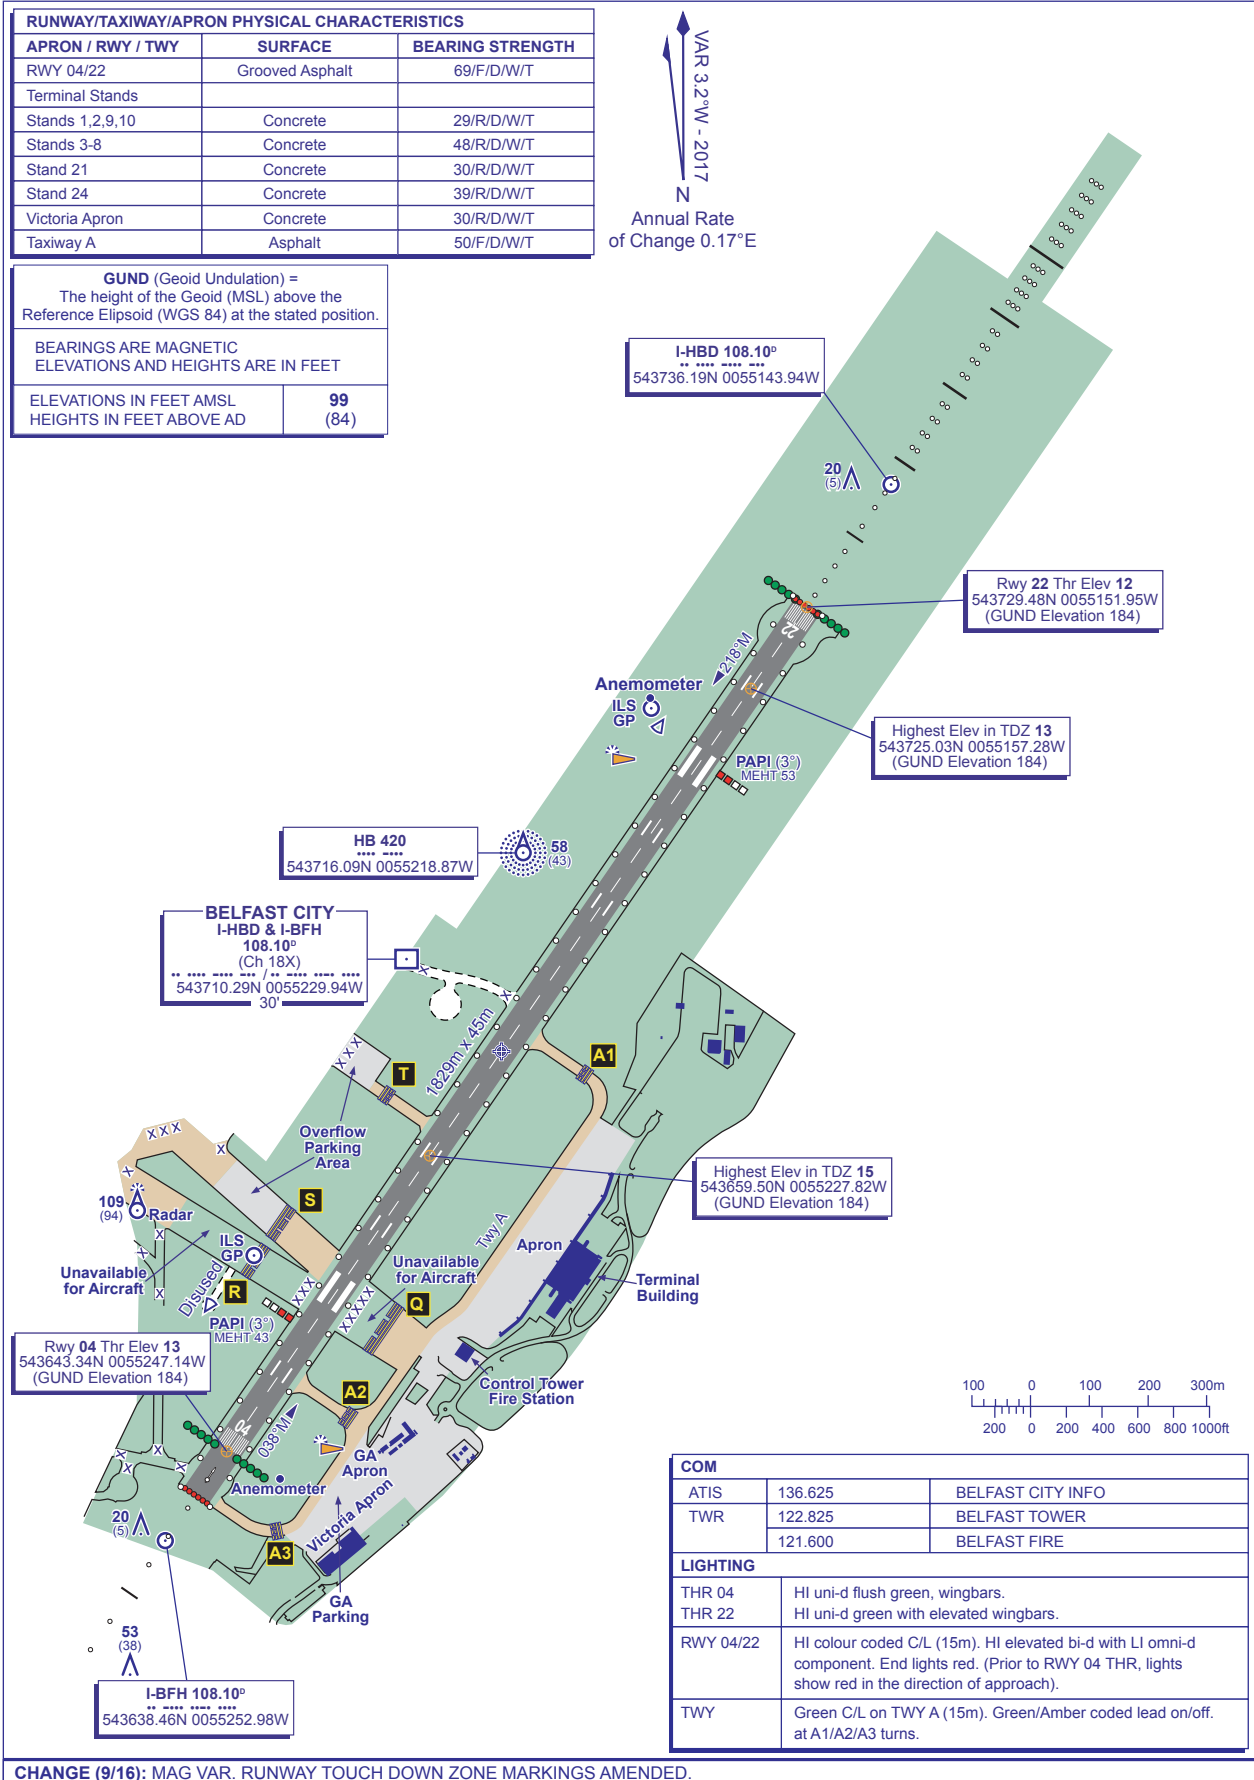 RUNWAY/TAXIWAY/APRON PHYSICAL CHARACTERISTICS
APRON / RWY / TWY SURFACE BEARING STRENGTH
RWY 04/22 Grooved Asphalt 69/F/D/W/T
Terminal Stands
Stands 1,2,9,10 Concrete 29/R/D/W/T
Stands 3-8 Concrete 48/R/D/W/T
Stand 21 Concrete 30/R/D/W/T
Stand 24 Concrete 39/R/D/W/T
Victoria Apron Concrete 30/R/D/W/T
Taxiway A Asphalt 50/F/D/W/T
VAR 3.2°W - 2017
N
Annual Rate
of Change 0.17°E
GUND (Geoid Undulation) =
The height of the Geoid (MSL) above the
Reference Elipsoid (WGS 84) at the stated position.
BEARINGS ARE MAGNETIC
ELEVATIONS AND HEIGHTS ARE IN FEET
ELEVATIONS IN FEET AMSL 99
HEIGHTS IN FEET ABOVE AD (84)
I-HBD 108.10ᴰ
543736.19N 0055143.94W
20
(5)
Rwy 22 Thr Elev 12
543729.48N 0055151.95W
(GUND Elevation 184)
22
218°M
Anemometer
ILS
GP
Highest Elev in TDZ 13
543725.03N 0055157.28W
(GUND Elevation 184)
PAPI (3°)
MEHT 53
HB 420
543716.09N 0055218.87W
58
(43)
BELFAST CITY
I-HBD & I-BFH
108.10ᴰ
(Ch 18X)
543710.29N 0055229.94W
30'
X
X
1829m x 45m
A1
T
XXX
Overflow
Parking
Area
XXX
X
X
109
(94)
Radar
S
Highest Elev in TDZ 15
543659.50N 0055227.82W
(GUND Elevation 184)
Twy A
Apron
ILS
GP
X
X
X
Unavailable
for Aircraft
Disused
R
Unavailable
for Aircraft
XXX
XXXXX
Q
Terminal
Building
PAPI (3°)
MEHT 43
Rwy 04 Thr Elev 13
543643.34N 0055247.14W
(GUND Elevation 184)
Control Tower
Fire Station
A2
04
038°M
X
X
X
X
GA
Apron
Anemometer
Victoria Apron
20
(5)
A3
GA
Parking
53
(38)
I-BFH 108.10ᴰ
543638.46N 0055252.98W
100 0 100 200 300m
200 0 200 400 600 800 1000ft
COM
ATIS 136.625 BELFAST CITY INFO
TWR 122.825 BELFAST TOWER
121.600 BELFAST FIRE
LIGHTING
THR 04 HI uni-d flush green, wingbars.
THR 22 HI uni-d green with elevated wingbars.
RWY 04/22 HI colour coded C/L (15m). HI elevated bi-d with LI omni-d
component. End lights red. (Prior to RWY 04 THR, lights
show red in the direction of approach).
TWY Green C/L on TWY A (15m). Green/Amber coded lead on/off.
at A1/A2/A3 turns.
CHANGE (9/16): MAG VAR. RUNWAY TOUCH DOWN ZONE MARKINGS AMENDED.